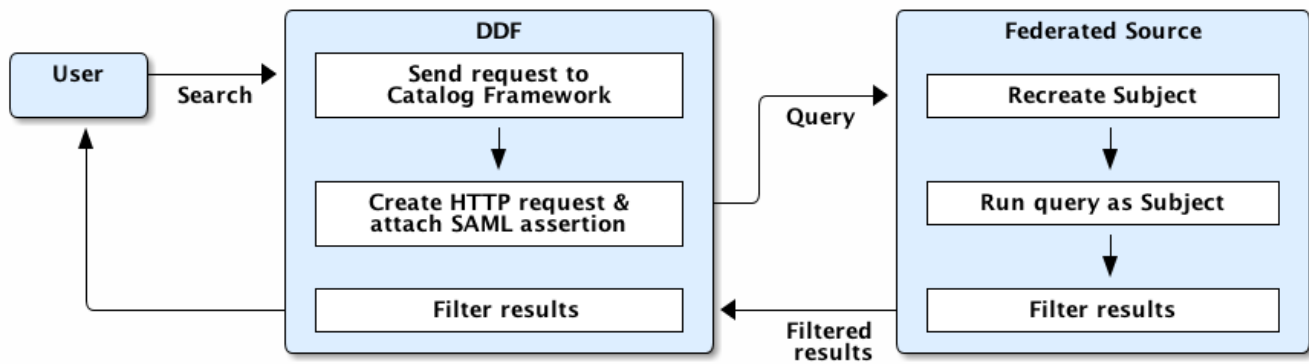 User
Search
DDF
Send request to
Catalog Framework
Create HTTP request &
attach SAML assertion
Filter results
Query
Federated Source
Recreate Subject
Run query as Subject
Filter results
Filtered
results